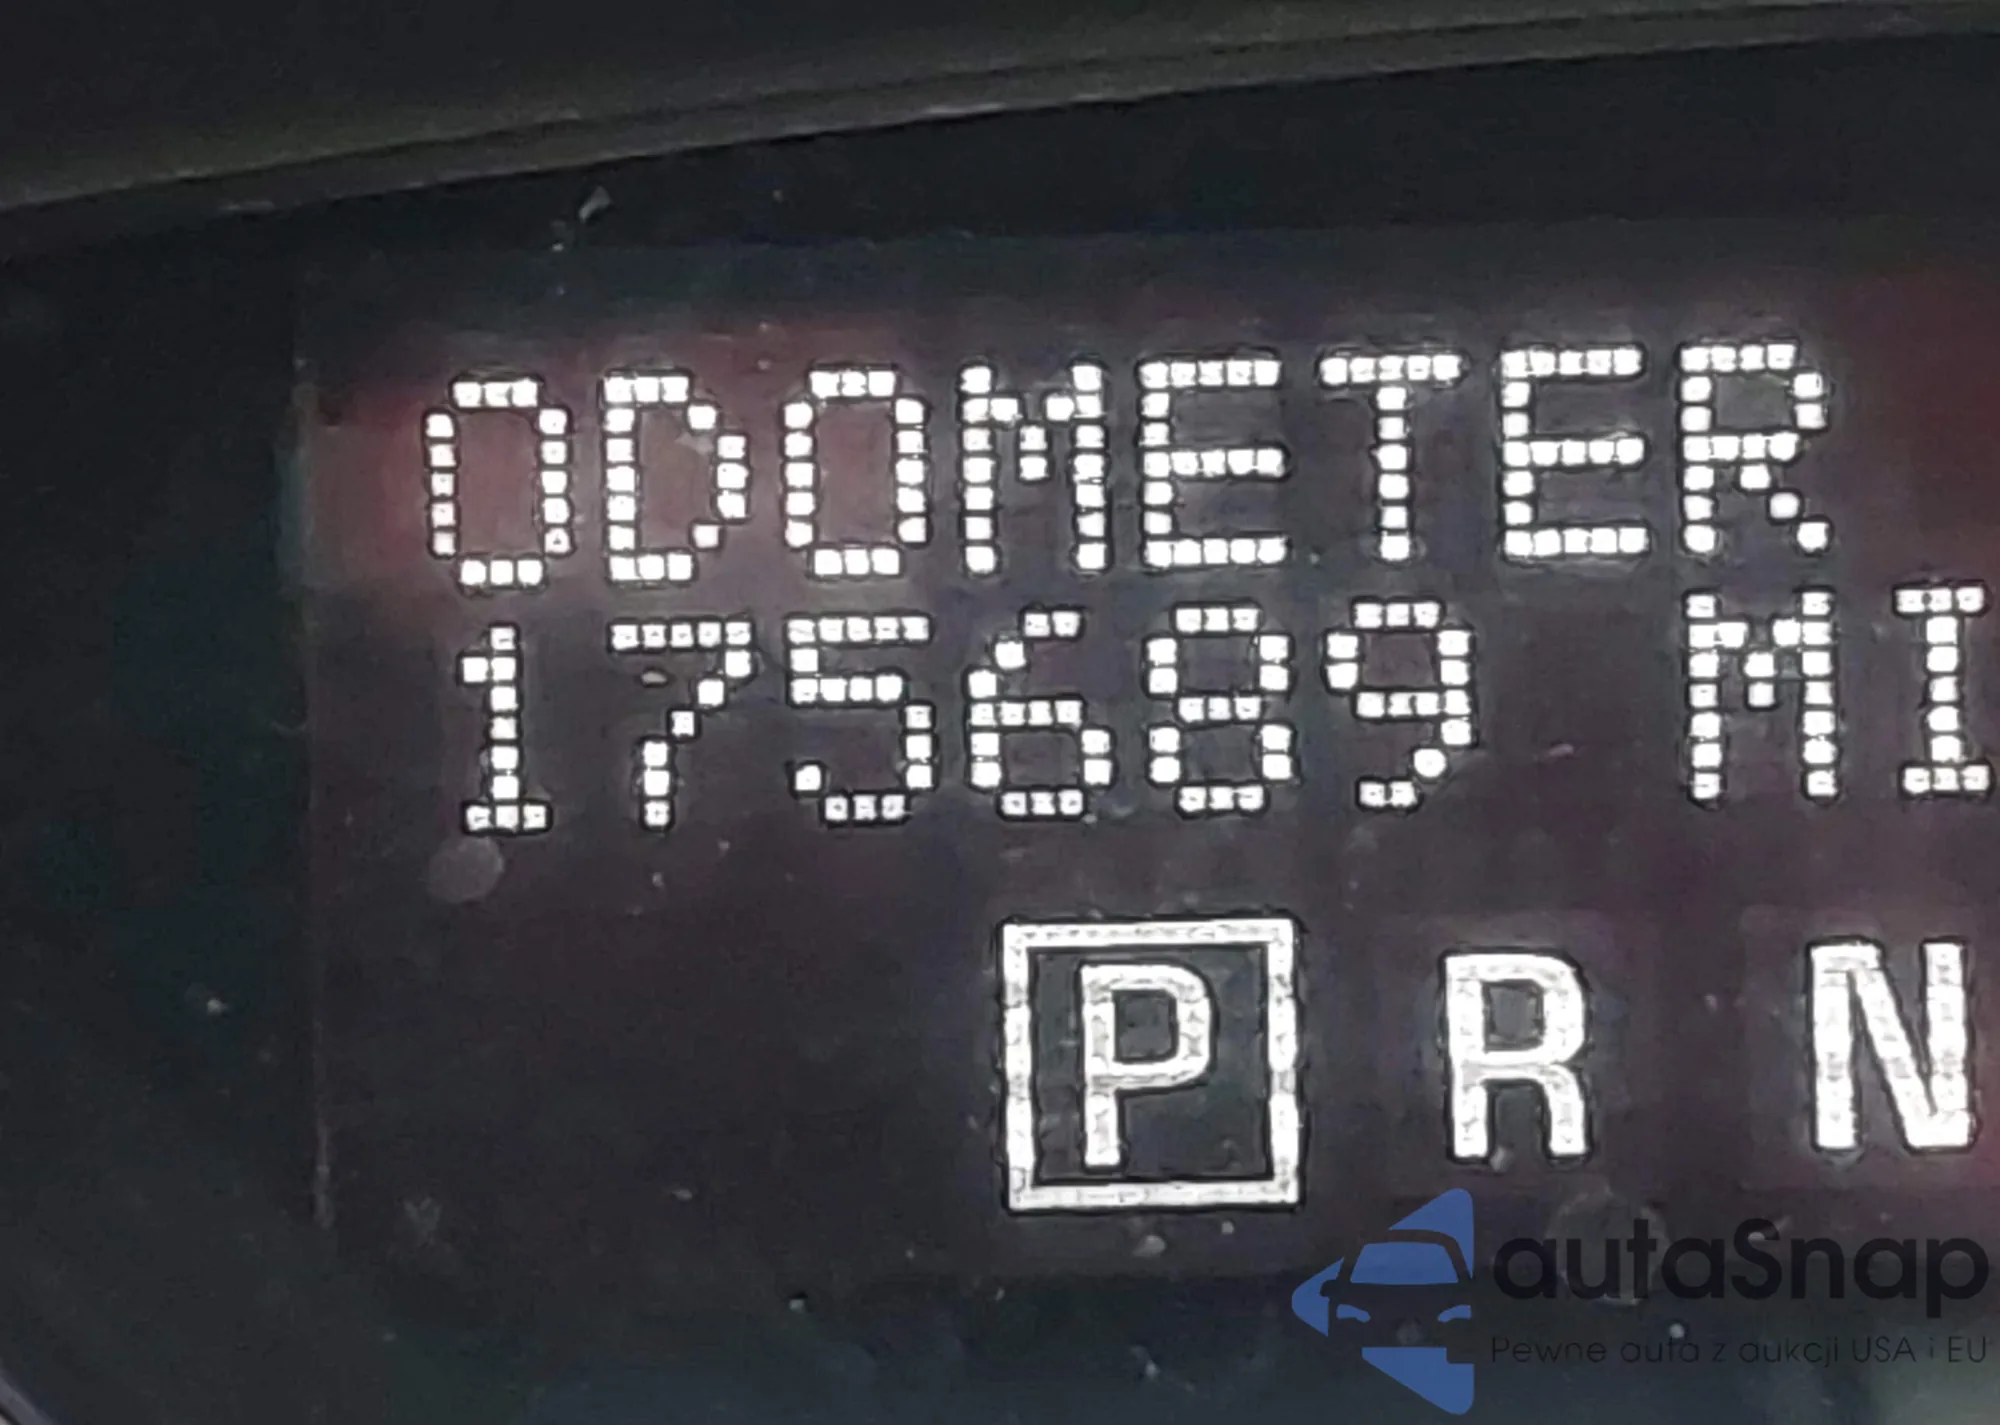 ODOMETER
175689 MI
P R N
autaSnap
Pewne auta z aukcji USA i EU